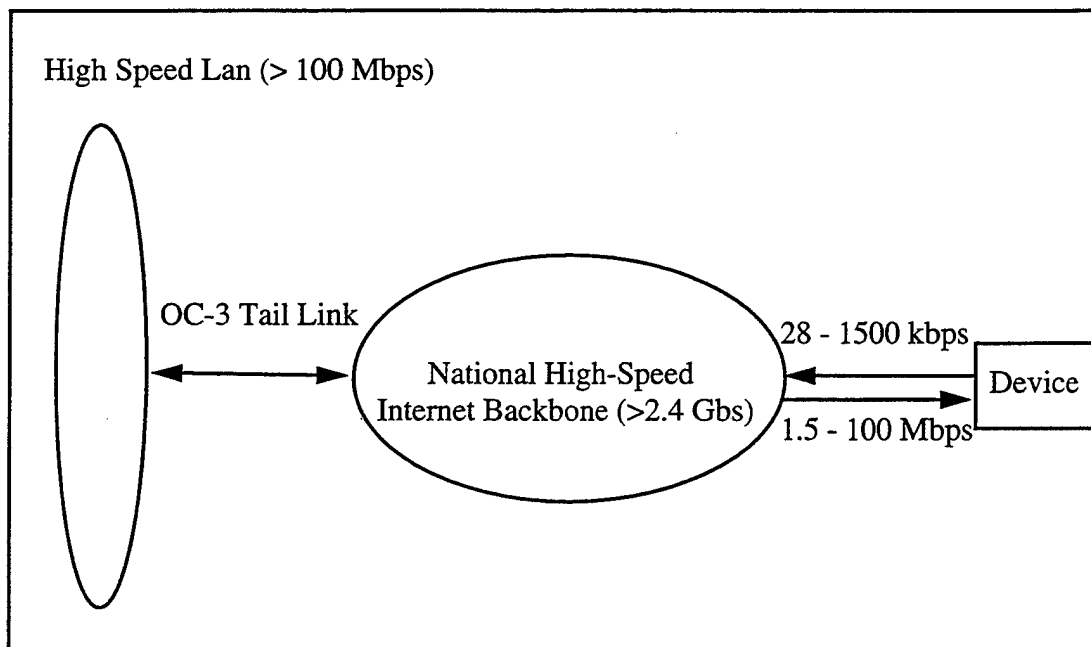 High Speed Lan (> 100 Mbps)
OC-3 Tail Link
National High-Speed
Internet Backbone (>2.4 Gbs)
28 - 1500 kbps
1.5 - 100 Mbps
Device